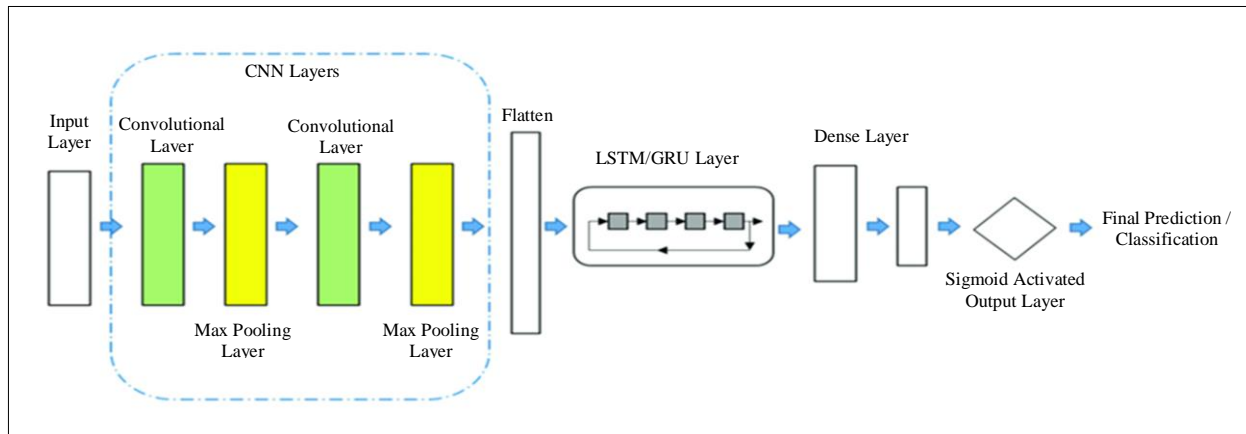 CNN Layers
Input
Layer
Convolutional
Layer
Max Pooling
Layer
Convolutional
Layer
Max Pooling
Layer
Flatten
LSTM/GRU Layer
Dense Layer
Sigmoid Activated
Output Layer
Final Prediction /
Classification